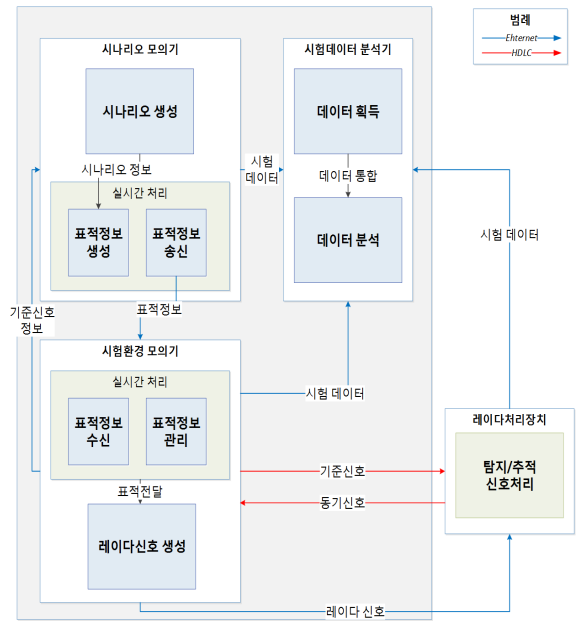 범례
Ehternet
HDLC
시나리오 모의기
시나리오 생성
시나리오 정보
실시간 처리
표적정보
생성
표적정보
송신
시험데이터 분석기
데이터 획득
데이터 통합
데이터 분석
시험
데이터
시험 데이터
기준신호
정보
표적정보
시험환경 모의기
실시간 처리
표적정보
수신
표적정보
관리
표적전달
레이다신호 생성
시험 데이터
레이다처리장치
탐지/추적
신호처리
기준신호
동기신호
레이다 신호